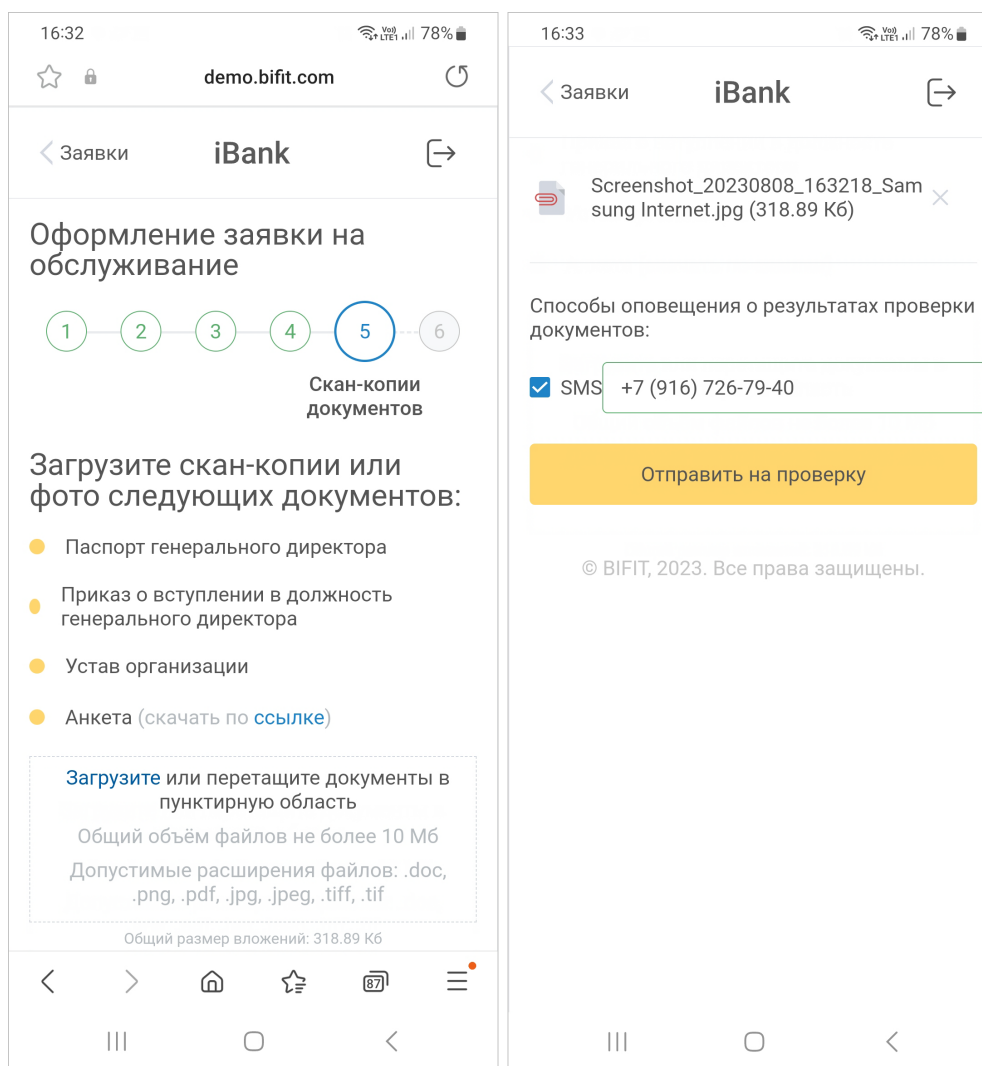 16:32
Vo)) LTE1 78%
demo.bifit.com
Заявки
iBank
Оформление заявки на
обслуживание
1 2 3 4 5 6
Скан-копии
документов
Загрузите скан-копии или
фото следующих документов:
Паспорт генерального директора
Приказ о вступлении в должность
генерального директора
Устав организации
Анкета (скачать по ссылке)
Загрузите или перетащите документы в
пунктирную область
Общий объём файлов не более 10 Мб
Допустимые расширения файлов: .doc,
.png, .pdf, .jpg, .jpeg, .tiff, .tif
Общий размер вложений: 318.89 Кб
87
16:33
Vo)) LTE1 78%
Заявки
iBank
Screenshot_20230808_163218_Sam
sung Internet.jpg (318.89 Кб)
Способы оповещения о результатах проверки
документов:
SMS +7 (916) 726-79-40
Отправить на проверку
© BIFIT, 2023. Все права защищены.